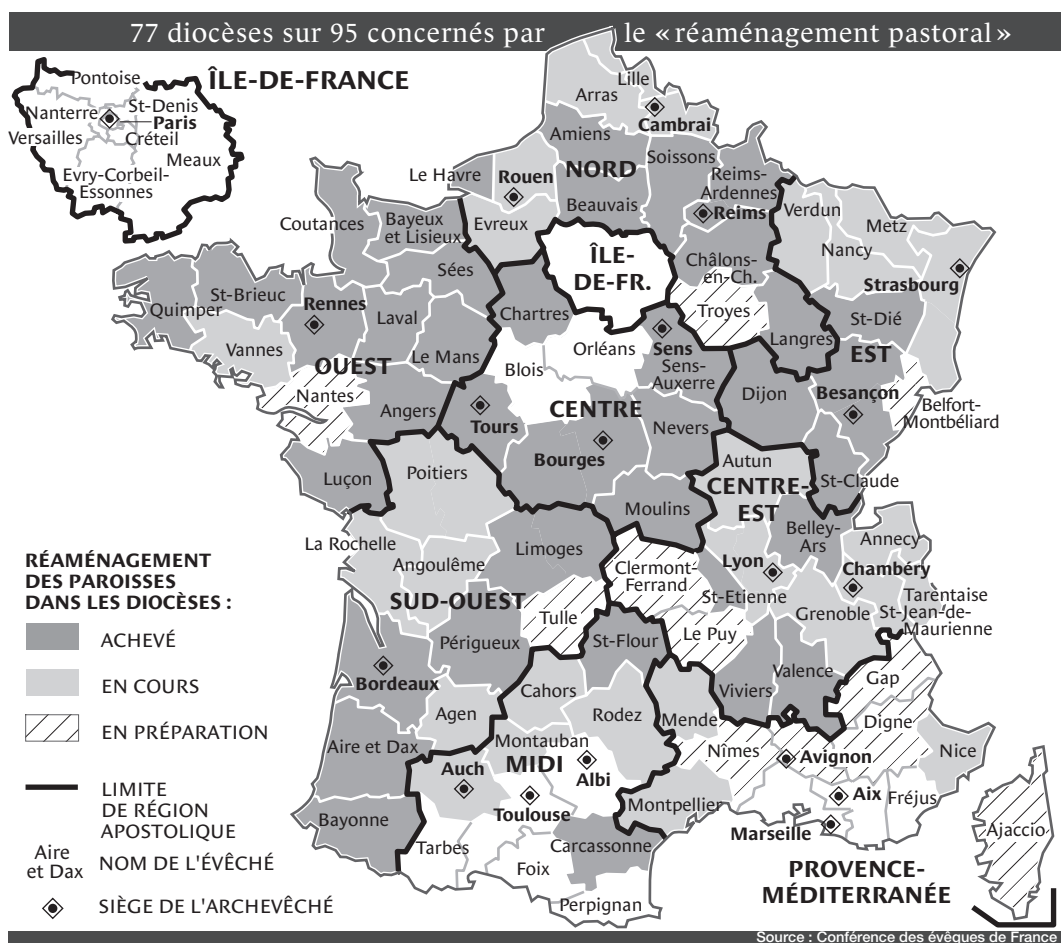 77 diocèses sur 95 concernés par le « réaménagement pastoral »
ÎLE-DE-FRANCE
Pontoise
Nanterre
St-Denis
Paris
Versailles
Créteil
Meaux
Evry-Corbeil-
Essonnes
Lille
Arras
Cambrai
Amiens
NORD
Soissons
Le Havre
Rouen
Beauvais
Reims-
Ardennes
Reims
Evreux
Coutances
Bayeux
et Lisieux
Sées
ÎLE-
DE-FR.
Châlons-
en-Ch.
Troyes
Verdun
Metz
Nancy
Strasbourg
St-Dié
EST
Langres
Quimper
St-Brieuc
Rennes
Laval
Vannes
OUEST
Le Mans
Nantes
Angers
Luçon
Chartres
Orléans
Blois
Sens
Sens-
Auxerre
CENTRE
Tours
Bourges
Nevers
Moulins
Dijon
Besançon
Belfort-
Montbéliard
St-Claude
Autun
CENTRE-
EST
Belley-
Ars
Annecy
Lyon
Chambéry
Tarentaise
St-Jean-de-
Maurienne
St-Etienne
Grenoble
Le Puy
Clermont-
Ferrand
Viviers
Valence
Poitiers
La Rochelle
Angoulême
Limoges
SUD-OUEST
Tulle
Périgueux
Bordeaux
Agen
Aire et Dax
Bayonne
St-Flour
Cahors
Rodez
Mende
Montauban
MIDI
Albi
Auch
Toulouse
Tarbes
Foix
Carcassonne
Perpignan
Montpellier
Nîmes
Avignon
Gap
Digne
Nice
Aix
Fréjus
Marseille
PROVENCE-
MÉDITERRANÉE
Ajaccio
RÉAMÉNAGEMENT
DES PAROISSES
DANS LES DIOCÈSES :
ACHEVÉ
EN COURS
EN PRÉPARATION
LIMITE
DE RÉGION
APOSTOLIQUE
Aire
et Dax
NOM DE L'ÉVÊCHÉ
SIÈGE DE L'ARCHEVÊCHÉ
Source : Conférence des évêques de France